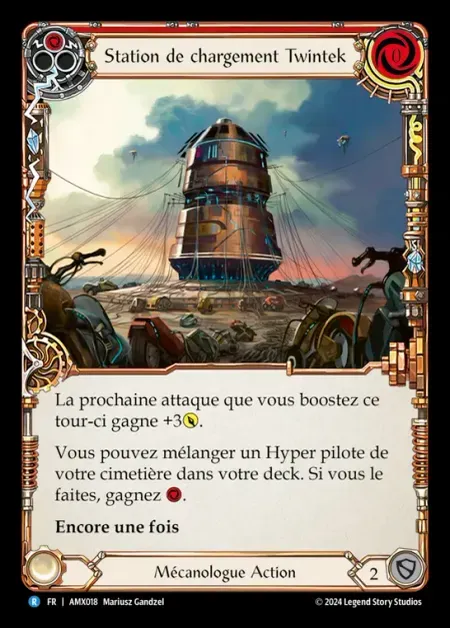 Station de chargement Twintek
0
La prochaine attaque que vous boostez ce
tour-ci gagne +3.
Vous pouvez mélanger un Hyper pilote de
votre cimetière dans votre deck. Si vous le
faites, gagnez .
Encore une fois
Mécanologue Action
2
R FR | AMX018 Mariusz Gandzel
© 2024 Legend Story Studios